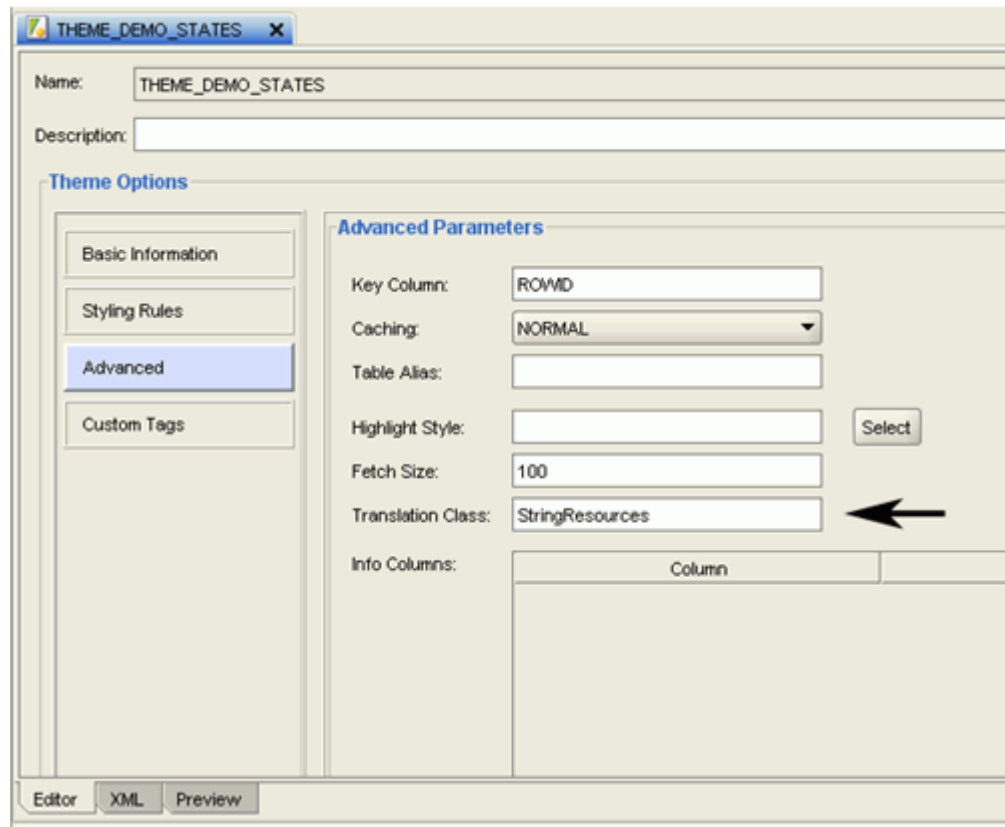 THEME_DEMO_STATES
Name: THEME_DEMO_STATES
Description:
Theme Options
Basic Information
Styling Rules
Advanced
Custom Tags
Advanced Parameters
Key Column: ROWID
Caching: NORMAL
Table Alias:
Highlight Style: Select
Fetch Size: 100
Translation Class: StringResources
Info Columns: Column
Editor XML Preview